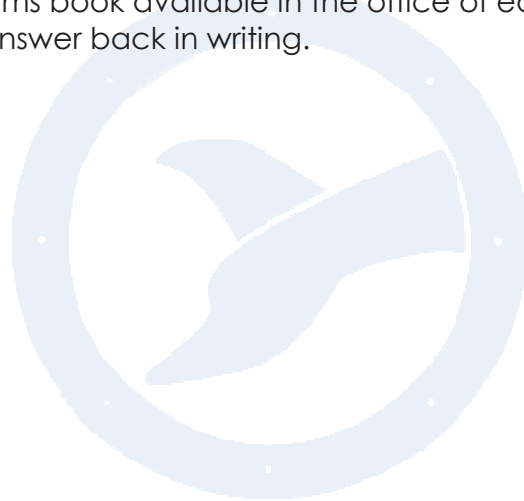 ms book available in the office of
nswer back in writing.